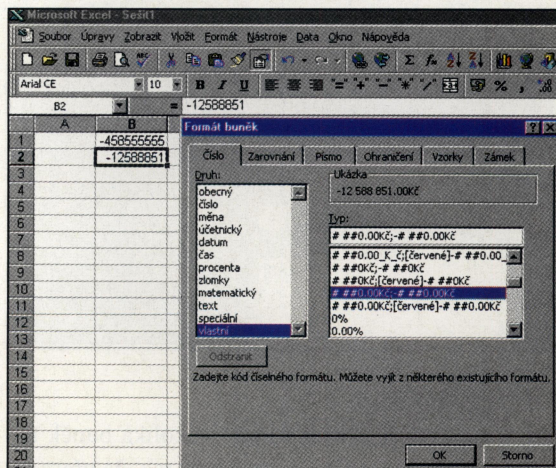 Microsoft Excel - Sešit1
Soubor Úpravy Zobrazit Vložit Formát Nástroje Data Okno Nápověda
Arial CE 10 B I U % ,
B2 = -12588851
A B
1 -458555555
2 -12588851
3
4
5
6
7
8
9
10
11
12
13
14
15
16
17
18
19
20
Formát buněk
Číslo Zarovnání Písmo Ohraničení Vzorky Zámek
Druh:
obecný
číslo
měna
účetnický
datum
čas
procenta
zlomky
matematický
text
speciální
vlastní
Ukázka
-12 588 851.00Kč
Typ:
# ##0.00Kč;-# ##0.00Kč
# ##0.00_K_č;[červené]-# ##0.00_
# ##0Kč;-# ##0Kč
# ##0Kč;[červené]-# ##0Kč
# ##0.00Kč;-# ##0.00Kč
# ##0.00Kč;[červené]-# ##0.00Kč
0%
0.00%
Odstranit
Zadejte kód číselného formátu. Můžete vyjít z některého existujícího formátu.
OK Storno